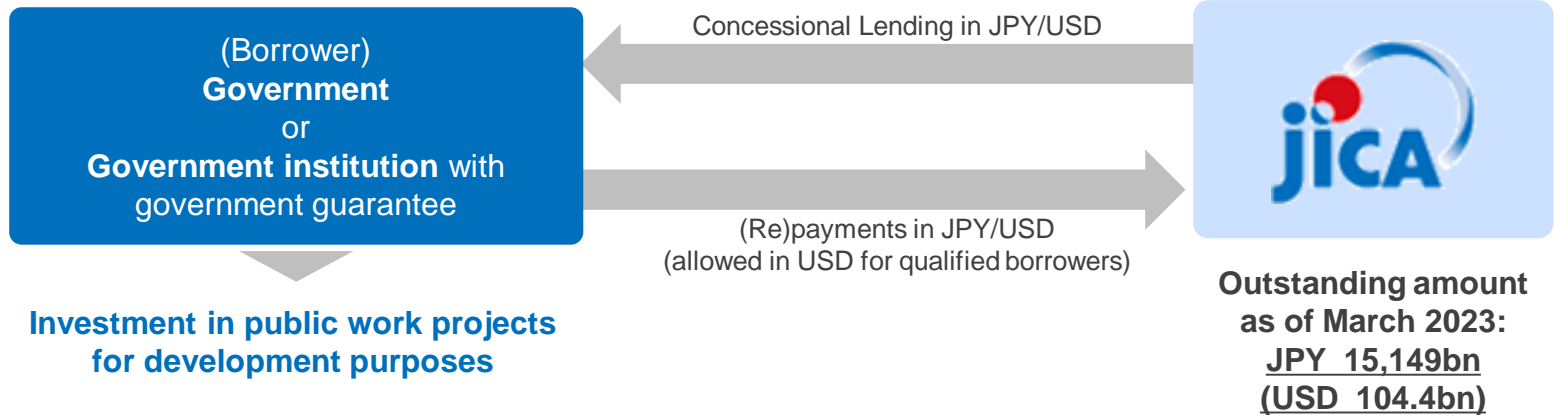 (Borrower)
Government
or
Government institution with
government guarantee
Investment in public work projects
for development purposes
Concessional Lending in JPY/USD
(Re)payments in JPY/USD
(allowed in USD for qualified borrowers)
jica
Outstanding amount
as of March 2023:
JPY 15,149bn
(USD 104.4bn)